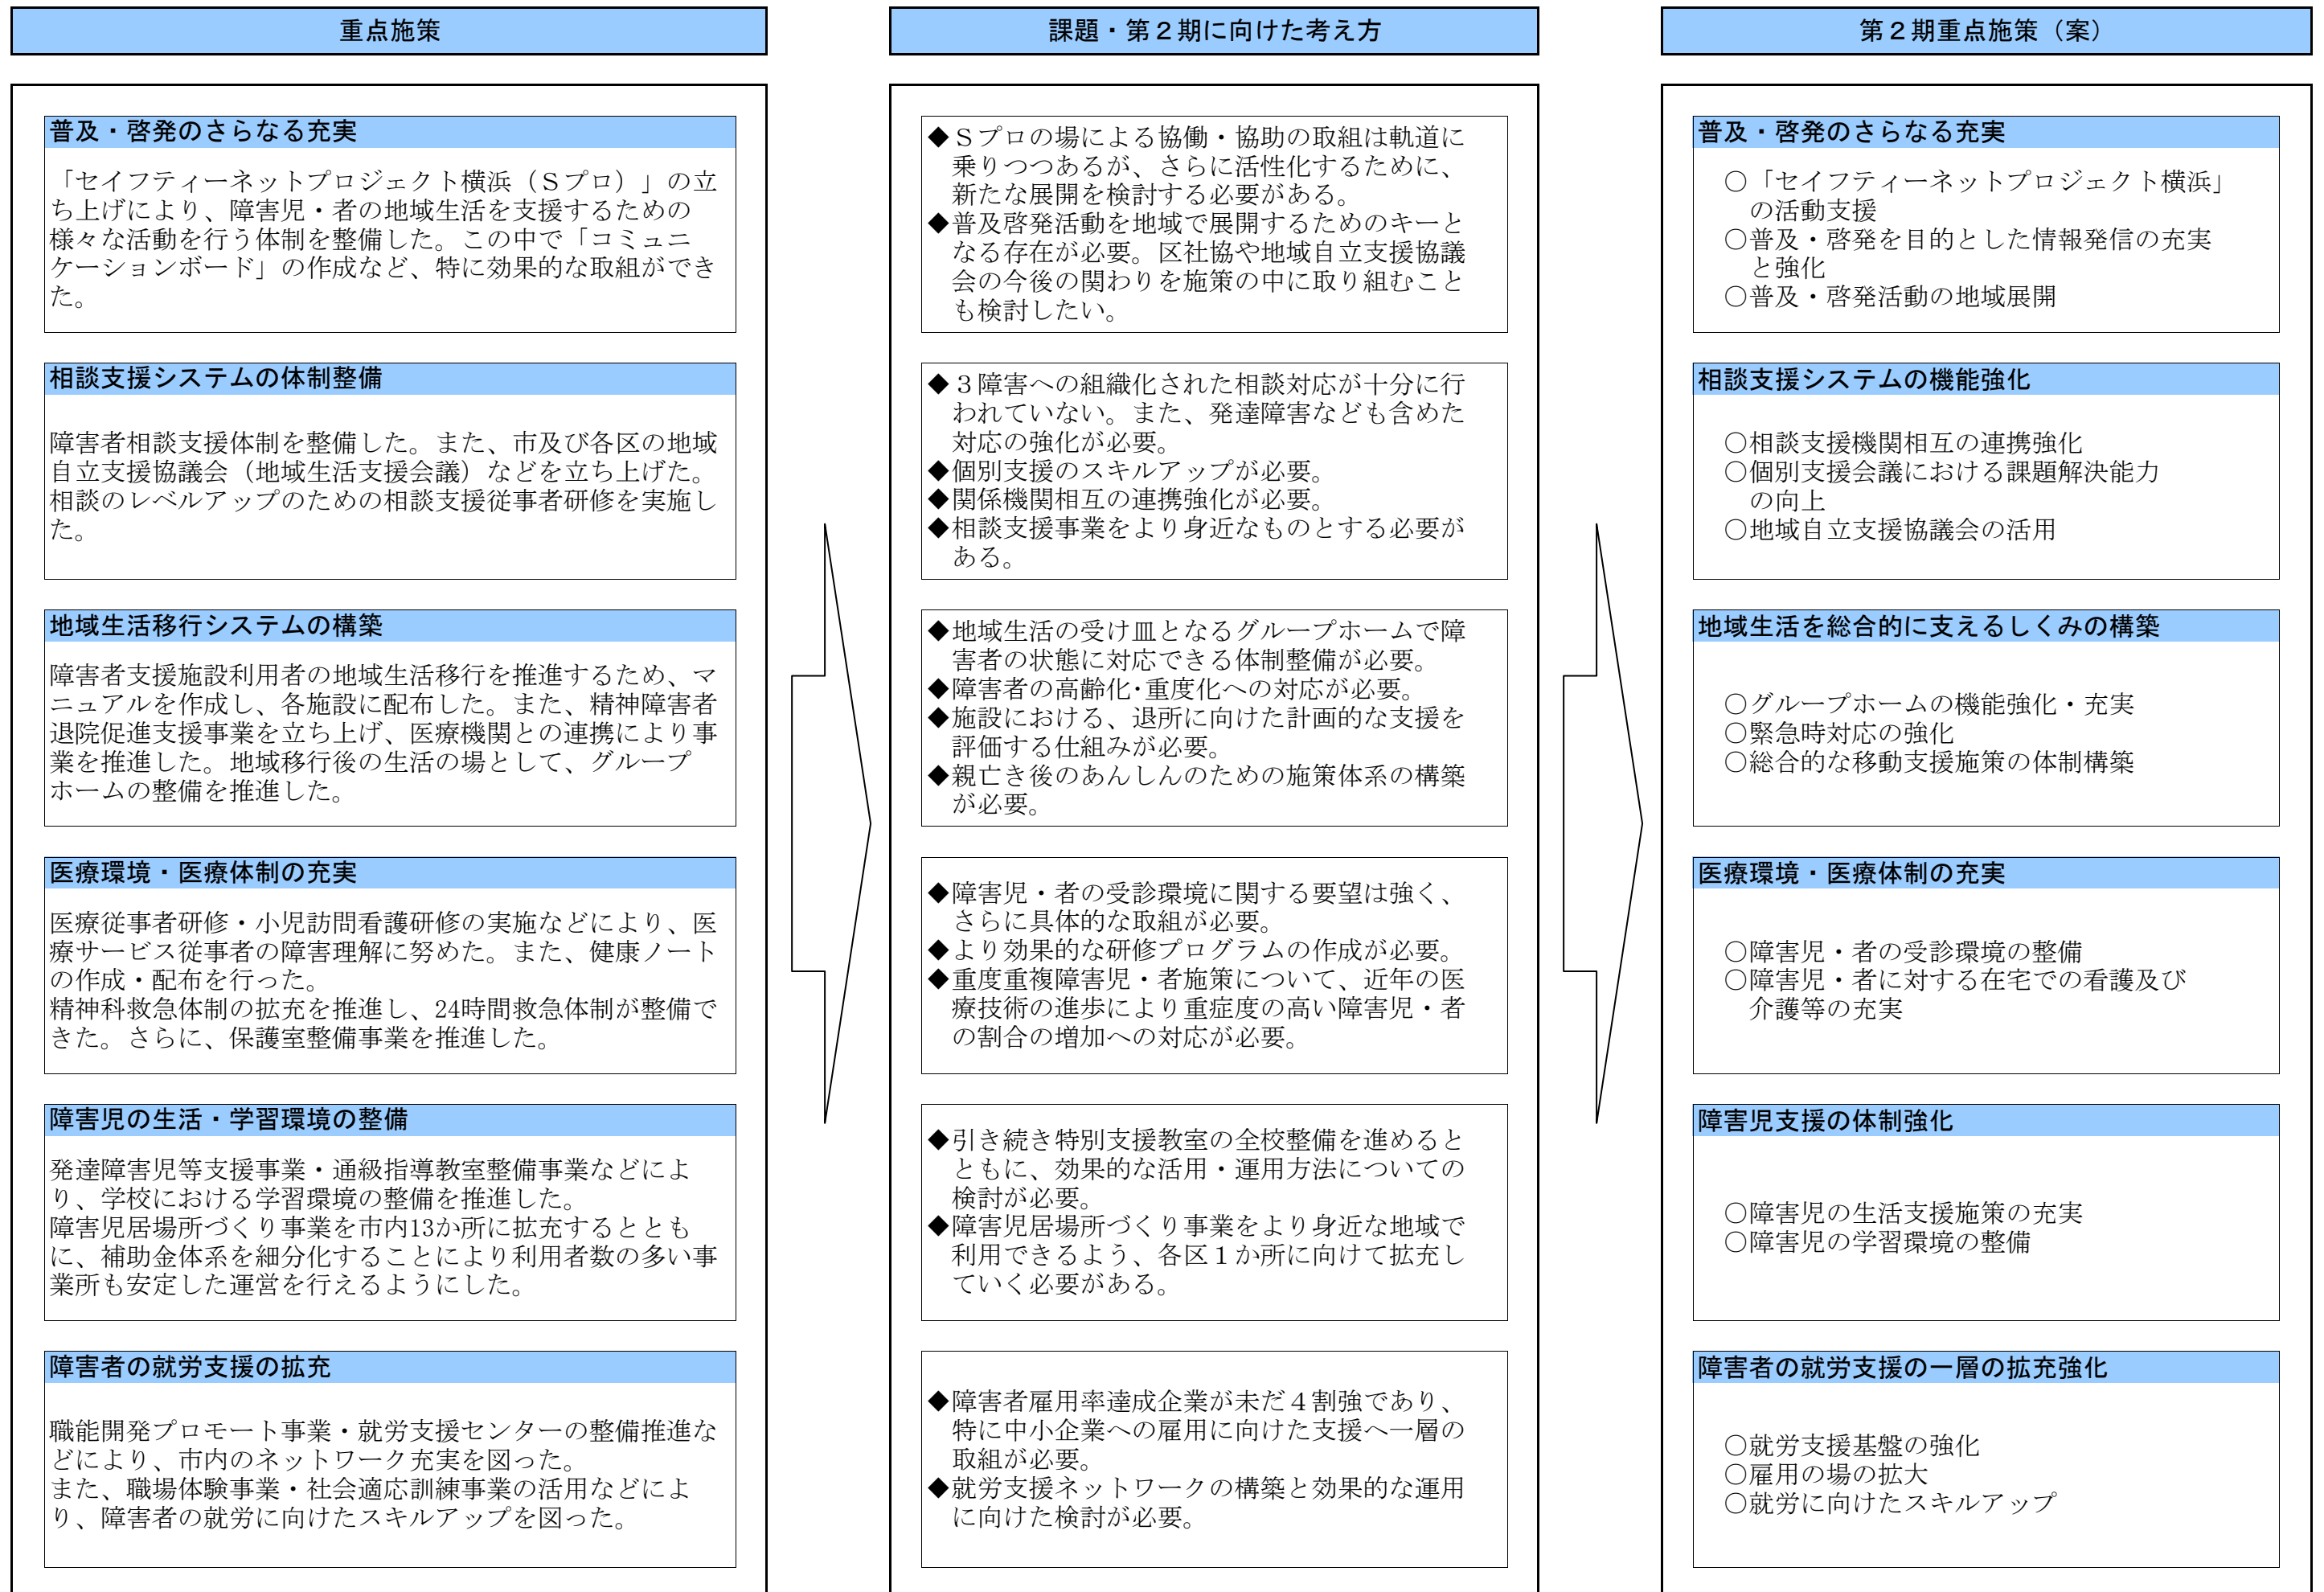 重点施策
課題・第２期に向けた考え方
第２期重点施策（案）
普及・啓発のさらなる充実
「セイフティーネットプロジェクト横浜（Ｓプロ）」の立
ち上げにより、障害児・者の地域生活を支援するための
様々な活動を行う体制を整備した。この中で「コミュニ
ケーションボード」の作成など、特に効果的な取組ができ
た。
◆Ｓプロの場による協働・協助の取組は軌道に
乗りつつあるが、さらに活性化するために、
新たな展開を検討する必要がある。
◆普及啓発活動を地域で展開するためのキーと
なる存在が必要。区社協や地域自立支援協議
会の今後の関わりを施策の中に取り組むこと
も検討したい。
普及・啓発のさらなる充実
○「セイフティーネットプロジェクト横浜」
の活動支援
○普及・啓発を目的とした情報発信の充実
と強化
○普及・啓発活動の地域展開
相談支援システムの体制整備
障害者相談支援体制を整備した。また、市及び各区の地域
自立支援協議会（地域生活支援会議）などを立ち上げた。
相談のレベルアップのための相談支援従事者研修を実施し
た。
◆３障害への組織化された相談対応が十分に行
われていない。また、発達障害なども含めた
対応の強化が必要。
◆個別支援のスキルアップが必要。
◆関係機関相互の連携強化が必要。
◆相談支援事業をより身近なものとする必要が
ある。
相談支援システムの機能強化
○相談支援機関相互の連携強化
○個別支援会議における課題解決能力
の向上
○地域自立支援協議会の活用
地域生活移行システムの構築
障害者支援施設利用者の地域生活移行を推進するため、マ
ニュアルを作成し、各施設に配布した。また、精神障害者
退院促進支援事業を立ち上げ、医療機関との連携により事
業を推進した。地域移行後の生活の場として、グループ
ホームの整備を推進した。
◆地域生活の受け皿となるグループホームで障
害者の状態に対応できる体制整備が必要。
◆障害者の高齢化･重度化への対応が必要。
◆施設における、退所に向けた計画的な支援を
評価する仕組みが必要。
◆親亡き後のあんしんのための施策体系の構築
が必要。
地域生活を総合的に支えるしくみの構築
○グループホームの機能強化・充実
○緊急時対応の強化
○総合的な移動支援施策の体制構築
医療環境・医療体制の充実
医療従事者研修・小児訪問看護研修の実施などにより、医
療サービス従事者の障害理解に努めた。また、健康ノート
の作成・配布を行った。
精神科救急体制の拡充を推進し、24時間救急体制が整備で
きた。さらに、保護室整備事業を推進した。
◆障害児・者の受診環境に関する要望は強く、
さらに具体的な取組が必要。
◆より効果的な研修プログラムの作成が必要。
◆重度重複障害児・者施策について、近年の医
療技術の進歩により重症度の高い障害児・者
の割合の増加への対応が必要。
医療環境・医療体制の充実
○障害児・者の受診環境の整備
○障害児・者に対する在宅での看護及び
介護等の充実
障害児の生活・学習環境の整備
発達障害児等支援事業・通級指導教室整備事業などによ
り、学校における学習環境の整備を推進した。
障害児居場所づくり事業を市内13か所に拡充するととも
に、補助金体系を細分化することにより利用者数の多い事
業所も安定した運営を行えるようにした。
◆引き続き特別支援教室の全校整備を進めると
ともに、効果的な活用・運用方法についての
検討が必要。
◆障害児居場所づくり事業をより身近な地域で
利用できるよう、各区１か所に向けて拡充し
ていく必要がある。
障害児支援の体制強化
○障害児の生活支援施策の充実
○障害児の学習環境の整備
障害者の就労支援の拡充
職能開発プロモート事業・就労支援センターの整備推進な
どにより、市内のネットワーク充実を図った。
また、職場体験事業・社会適応訓練事業の活用などによ
り、障害者の就労に向けたスキルアップを図った。
◆障害者雇用率達成企業が未だ４割強であり、
特に中小企業への雇用に向けた支援へ一層の
取組が必要。
◆就労支援ネットワークの構築と効果的な運用
に向けた検討が必要。
障害者の就労支援の一層の拡充強化
○就労支援基盤の強化
○雇用の場の拡大
○就労に向けたスキルアップ